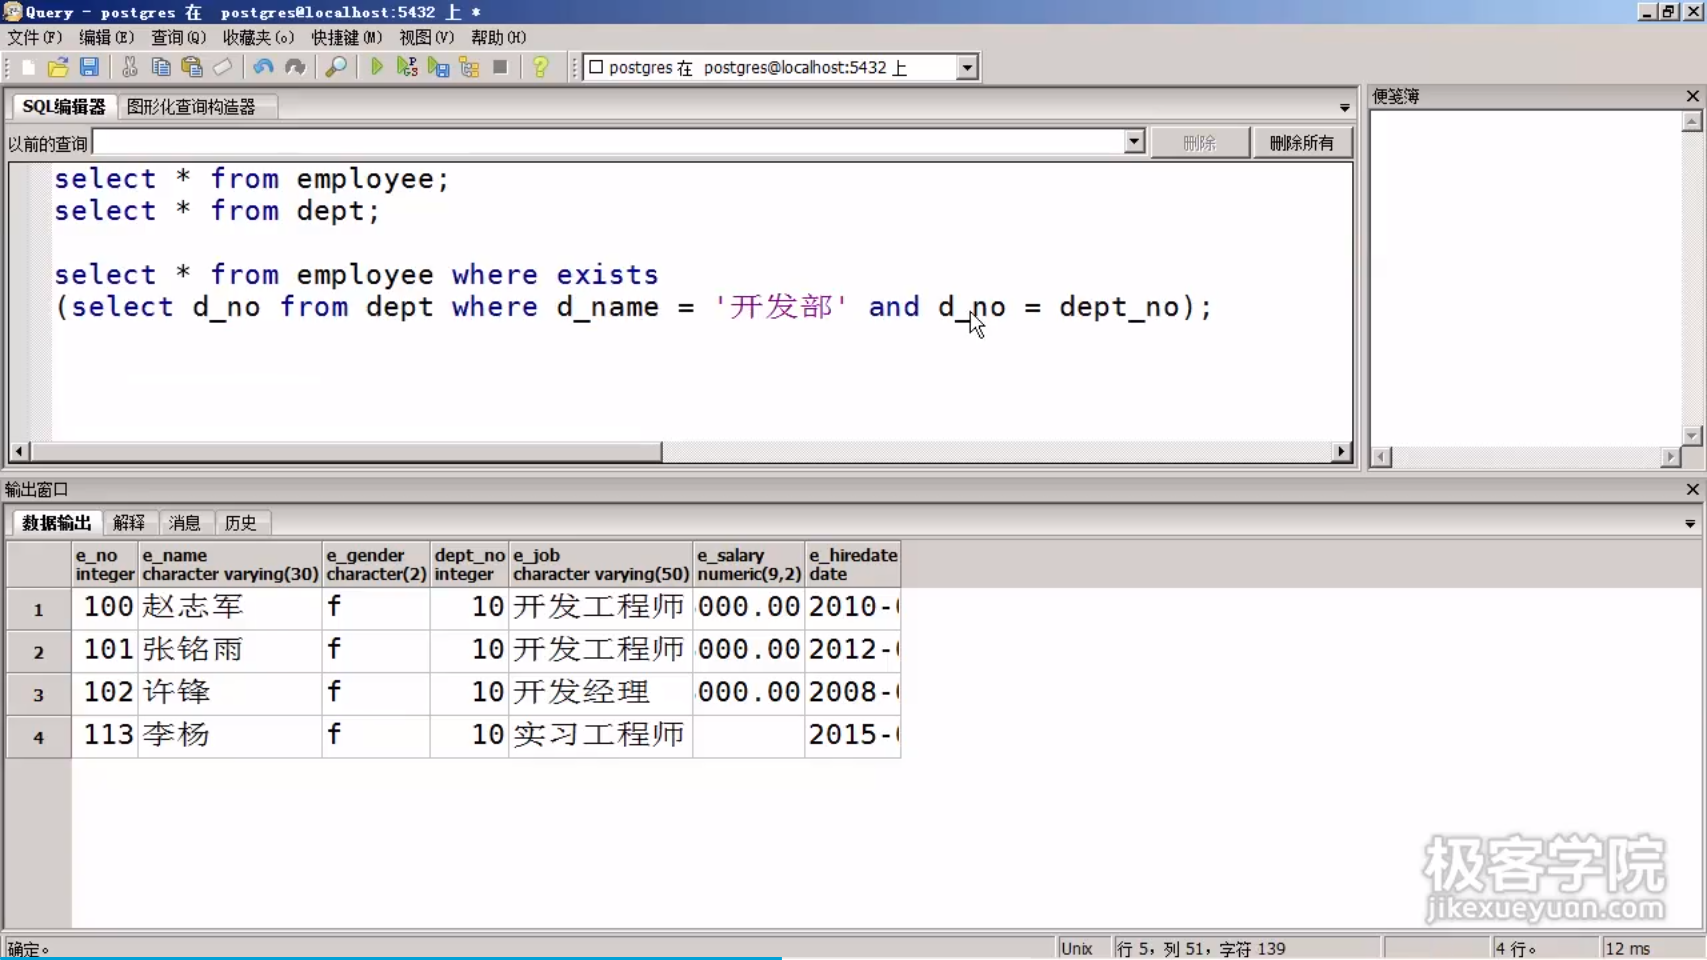 Query - postgres 在  postgres@localhost:5432 上 *
文件(F) 编辑(E) 查询(Q) 收藏夹(o) 快捷键(M) 视图(V) 帮助(H)
postgres 在  postgres@localhost:5432 上
SQL编辑器 图形化查询构造器
以前的查询 删除 删除所有
便笺簿
select * from employee;
select * from dept;
select * from employee where exists
(select d_no from dept where d_name = '开发部' and d_no = dept_no);
输出窗口
数据输出 解释 消息 历史
e_no e_name e_gender dept_no e_job e_salary e_hiredate
integer character varying(30) character(2) integer character varying(50) numeric(9,2) date
1 100 赵志军 f 10 开发工程师 000.00 2010-
2 101 张铭雨 f 10 开发工程师 000.00 2012-
3 102 许锋 f 10 开发经理 000.00 2008-
4 113 李杨 f 10 实习工程师 2015-
极客学院
jikexueyuan.com
确定。 Unix 行 5, 列 51, 字符 139 4 行。 12 ms